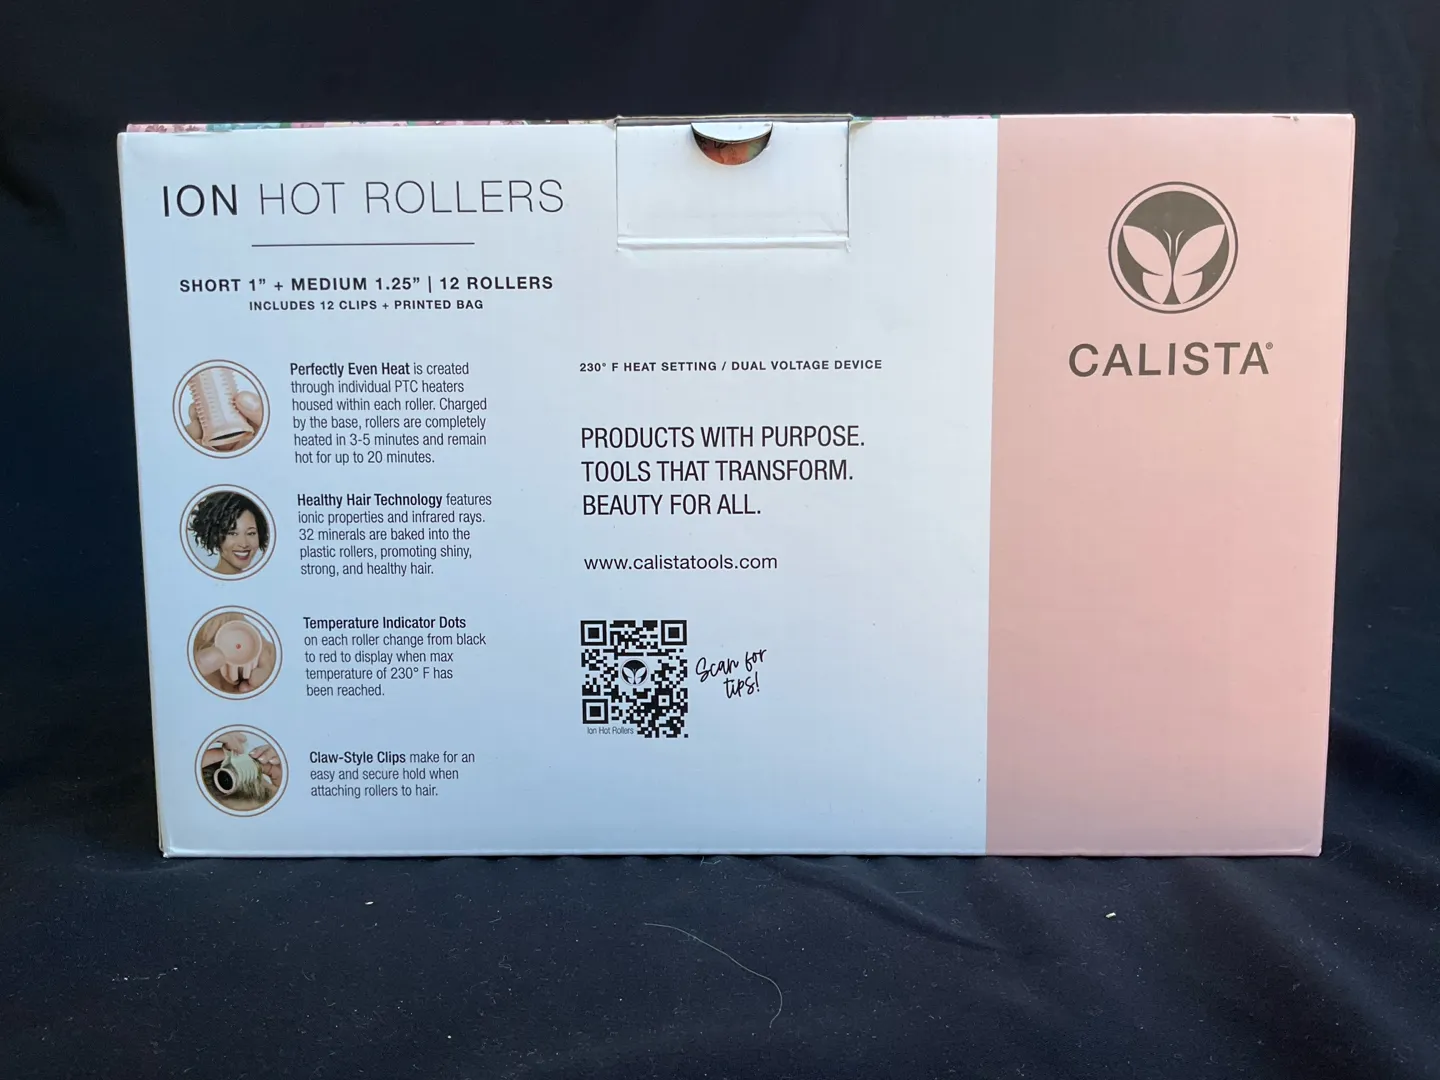 ION HOT ROLLERS
SHORT 1” + MEDIUM 1.25” | 12 ROLLERS
INCLUDES 12 CLIPS + PRINTED BAG
Perfectly Even Heat is created
through individual PTC heaters
housed within each roller. Charged
by the base, rollers are completely
heated in 3-5 minutes and remain
hot for up to 20 minutes.
Healthy Hair Technology features
ionic properties and infrared rays.
32 minerals are baked into the
plastic rollers, promoting shiny,
strong, and healthy hair.
Temperature Indicator Dots
on each roller change from black
to red to display when max
temperature of 230° F has
been reached.
Claw-Style Clips make for an
easy and secure hold when
attaching rollers to hair.
230° F HEAT SETTING / DUAL VOLTAGE DEVICE
PRODUCTS WITH PURPOSE.
TOOLS THAT TRANSFORM.
BEAUTY FOR ALL.
www.calistatools.com
Scan for
tips!
Ion Hot Rollers
CALISTA®